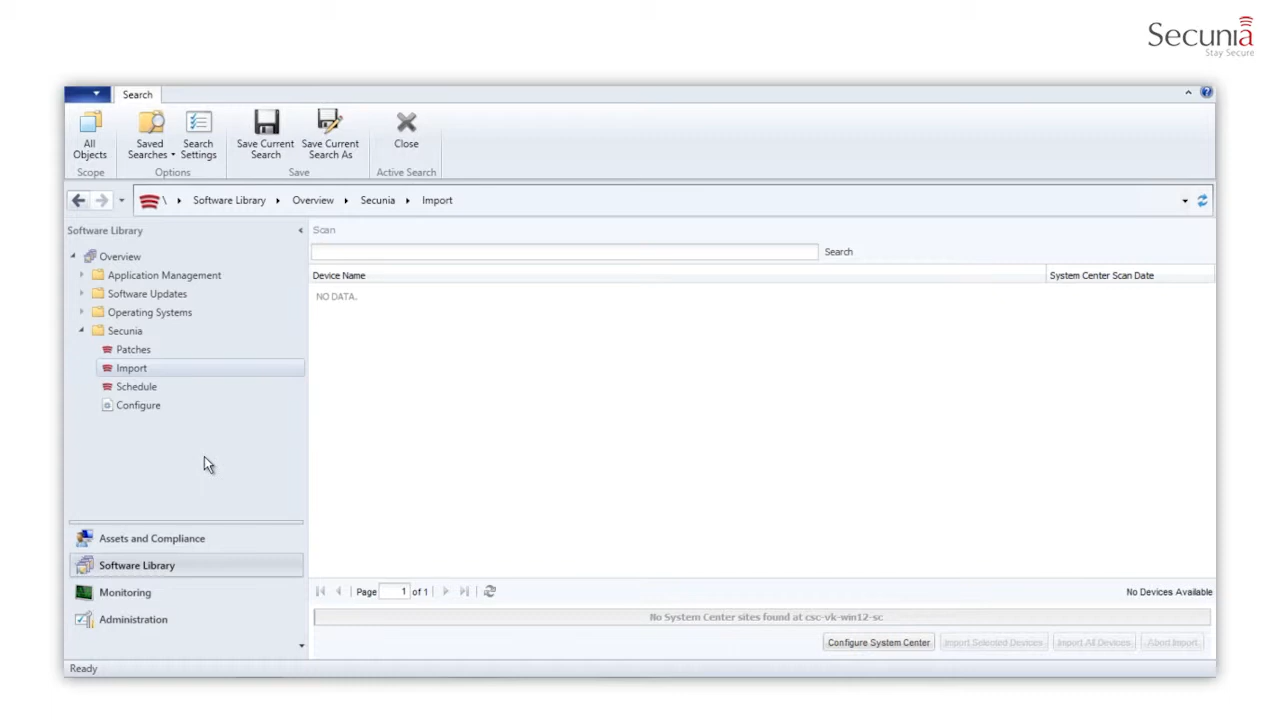 Secunia
Stay Secure
Search
All Objects
Saved Searches
Search Settings
Save Current Search
Save Current Search As
Close
Scope
Options
Save
Active Search
\ Software Library Overview Secunia Import
Software Library
Scan
Search
Overview
Application Management
Software Updates
Operating Systems
Secunia
Patches
Import
Schedule
Configure
Device Name
System Center Scan Date
NO DATA.
Assets and Compliance
Software Library
Monitoring
Administration
Page 1 of 1
No Devices Available
No System Center sites found at csc-vk-win12-sc
Configure System Center
Import Selected Devices
Import All Devices
Abort Import
Ready